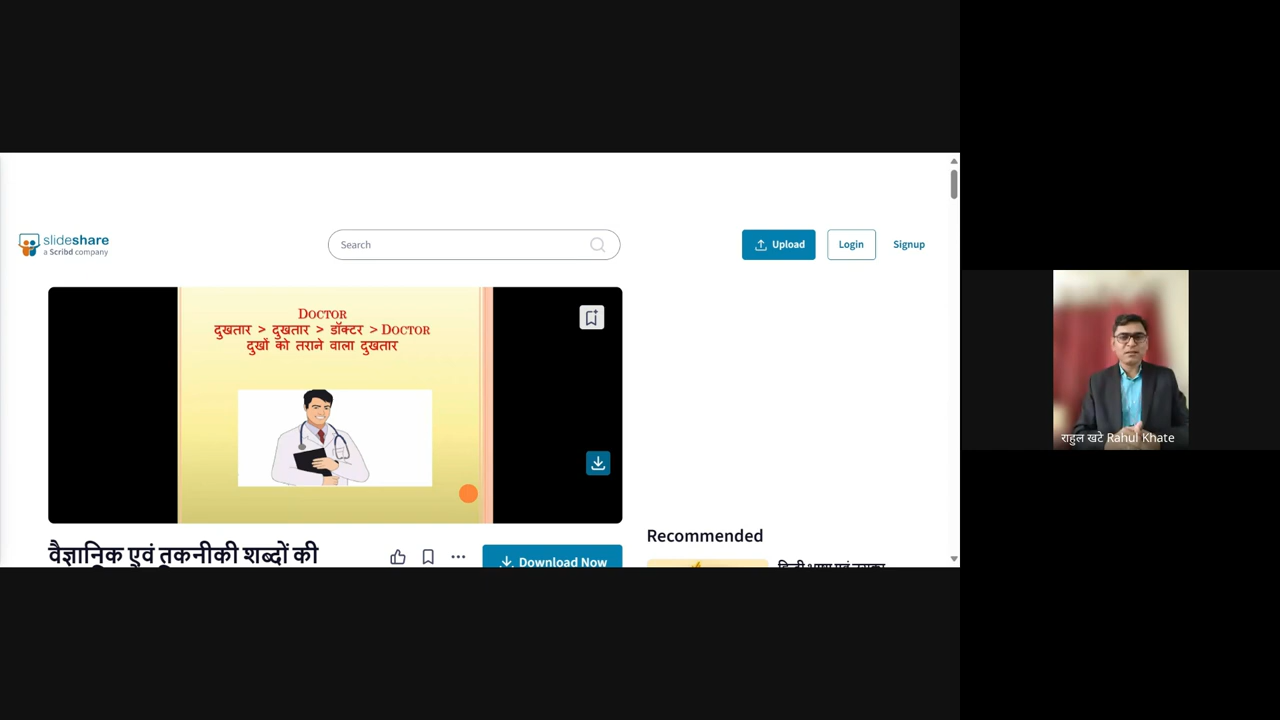 slideshare
a Scribd company
Search
Upload
Login
Signup
DOCTOR
दुखतार > दुखतार > डॉक्टर > DOCTOR
दुखों को तराने वाला दुखतार
वैज्ञानिक एवं तकनीकी शब्दों की
Download Now
Recommended
राहुल खटे Rahul Khate